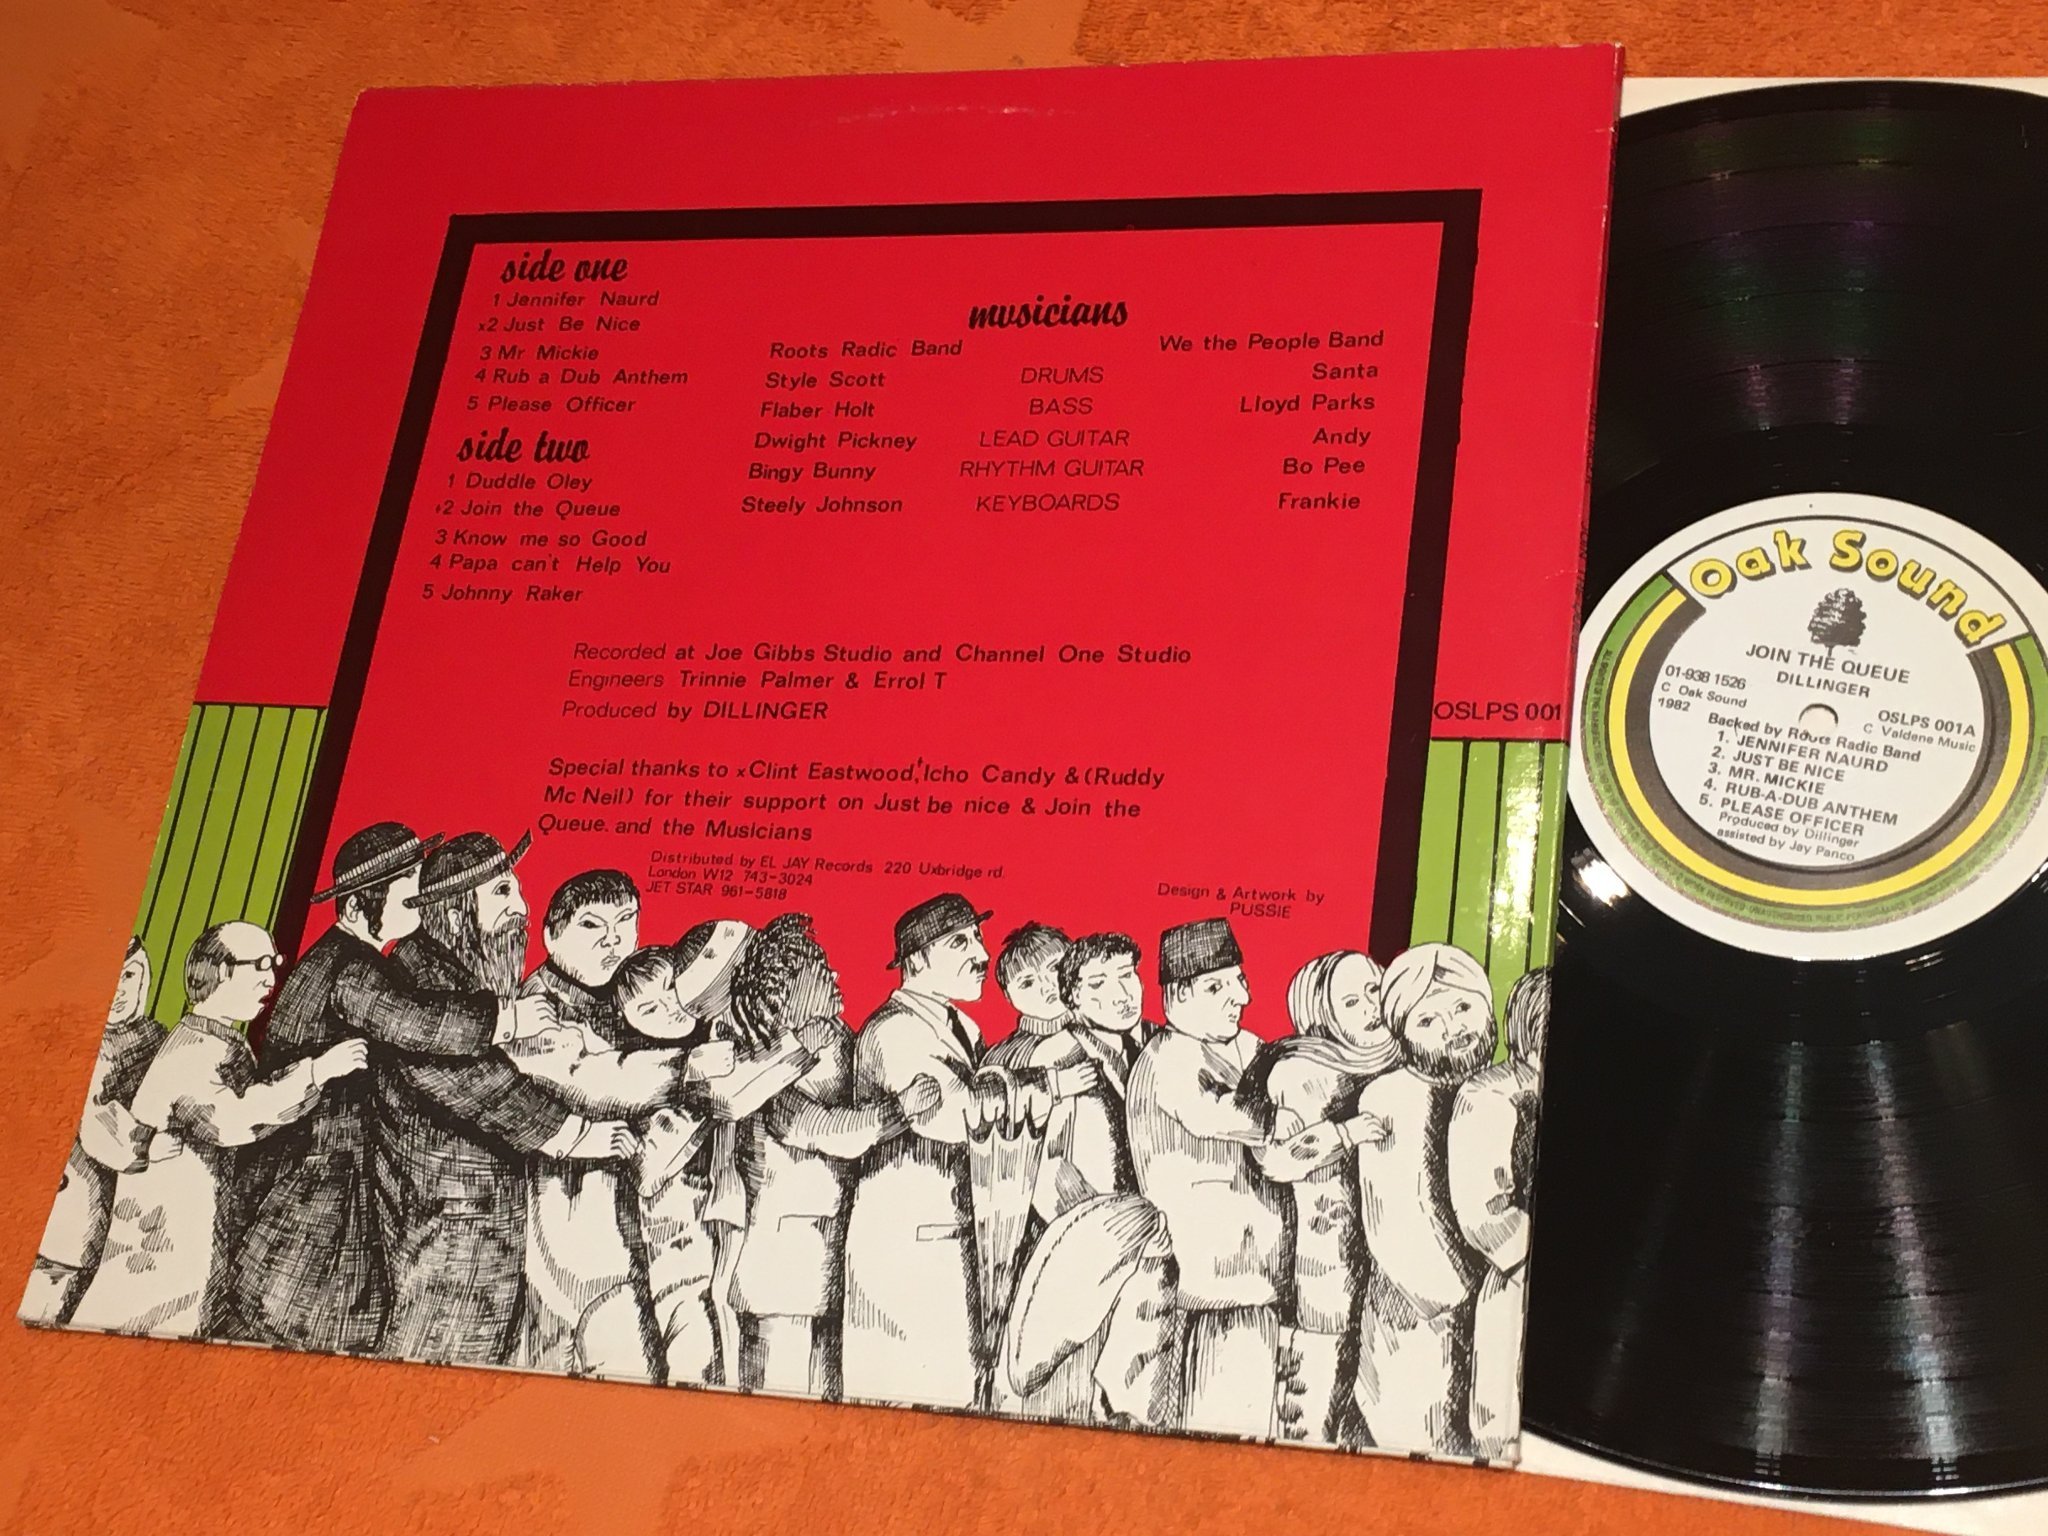 side one
1 Jennifer Naurd
x2 Just Be Nice
3 Mr Mickie
4 Rub a Dub Anthem
5 Please Officer
side two
1 Duddle Oley
+2 Join the Queue
3 Know me so Good
4 Papa can't Help You
5 Johnny Raker
musicians
Roots Radic Band We the People Band
Style Scott DRUMS Santa
Flaber Holt BASS Lloyd Parks
Dwight Pickney LEAD GUITAR Andy
Bingy Bunny RHYTHM GUITAR Bo Pee
Steely Johnson KEYBOARDS Frankie
Recorded at Joe Gibbs Studio and Channel One Studio
Engineers Trinnie Palmer & Errol T
Produced by DILLINGER
OSLPS 001
Special thanks to xClint Eastwood,+Icho Candy & (Ruddy
Mc Neil) for their support on Just be nice & Join the
Queue. and the Musicians
Distributed by EL JAY Records 220 Uxbridge rd.
London W12 743-3024
JET STAR 961-5818
Design & Artwork by
PUSSIE
Oak Sound
JOIN THE QUEUE
DILLINGER
01-938 1526
C Oak Sound
1982
OSLPS 001A
C Valdene Music
Backed by Roots Radic Band
1. JENNIFER NAURD
2. JUST BE NICE
3. MR. MICKIE
4. RUB-A-DUB ANTHEM
5. PLEASE OFFICER
Produced by Dillinger
assisted by Jay Panco